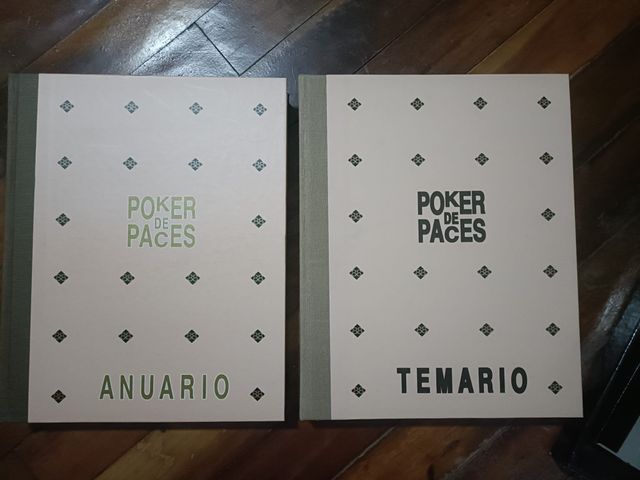 POKER
DE
PACES
ANUARIO
POKER
DE
PACES
TEMARIO